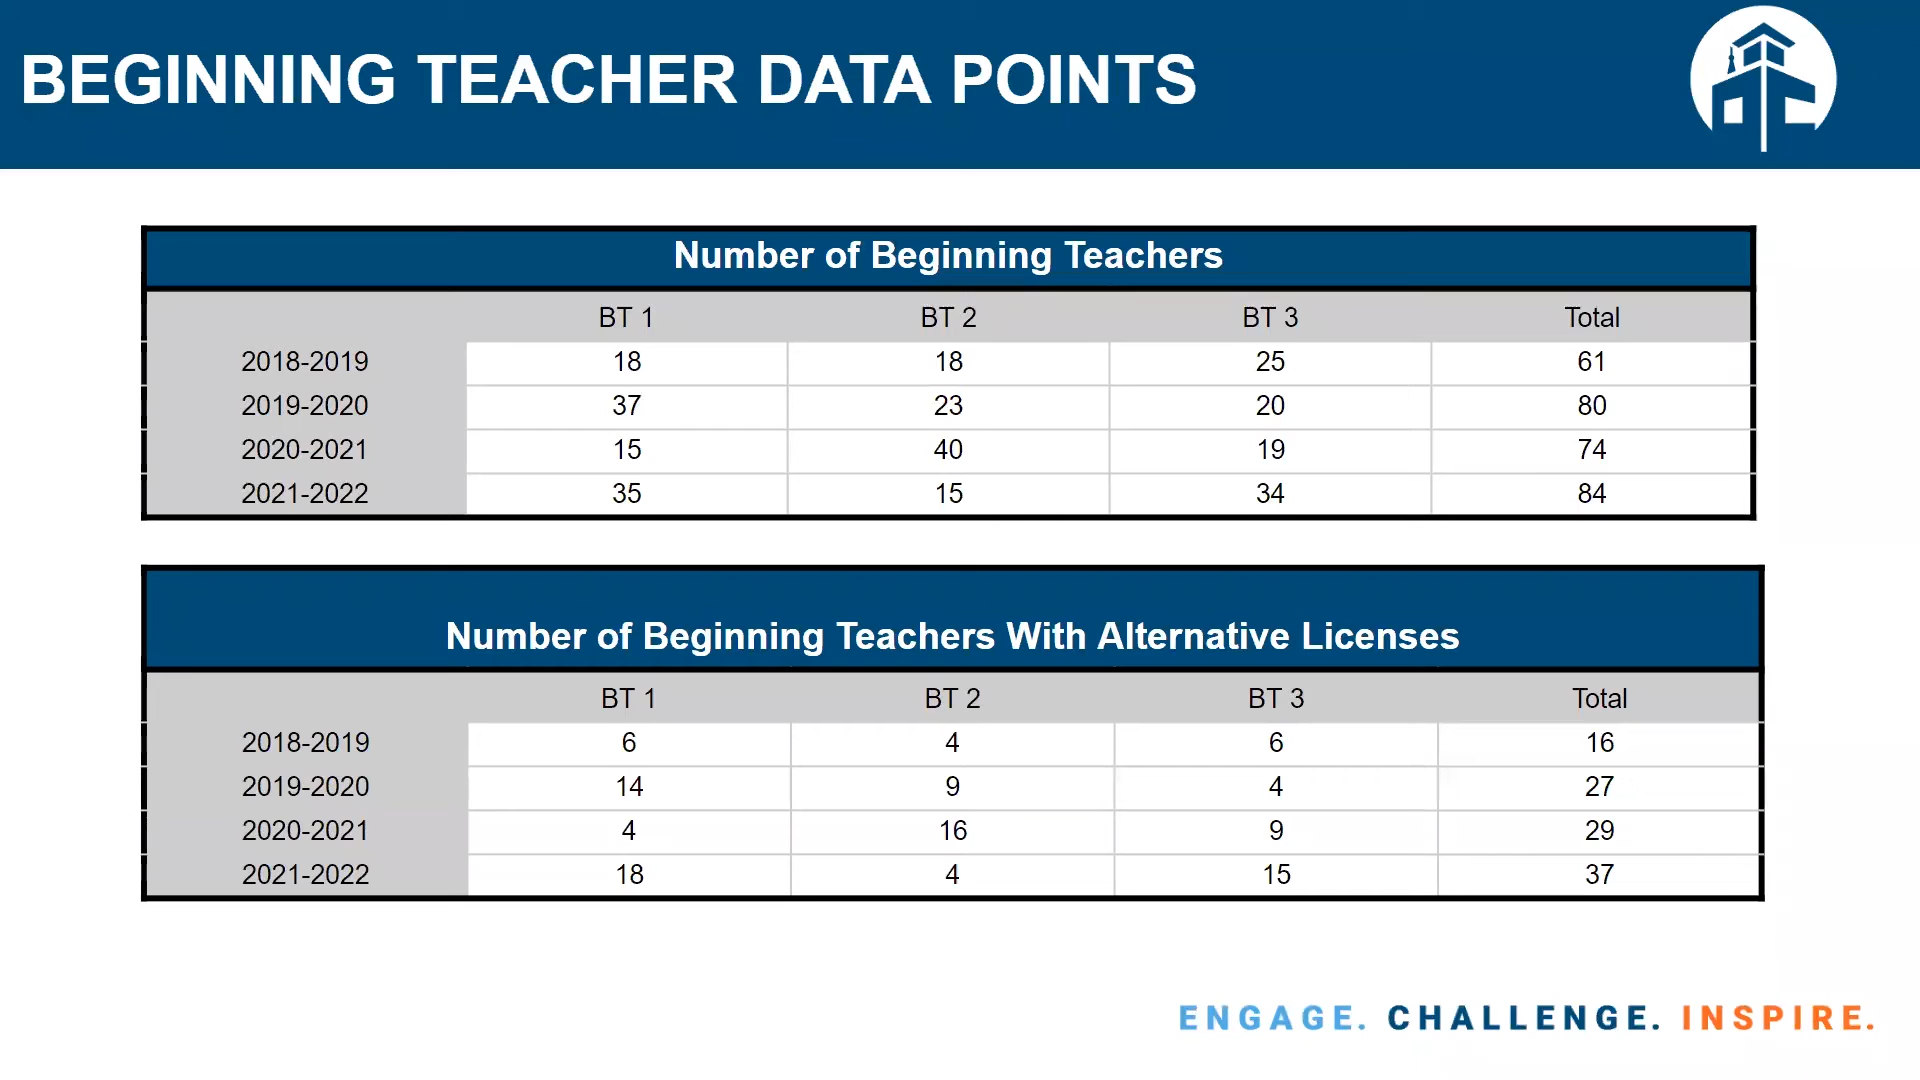 BEGINNING TEACHER DATA POINTS
Number of Beginning Teachers
BT 1 BT 2 BT 3 Total
2018-2019 18 18 25 61
2019-2020 37 23 20 80
2020-2021 15 40 19 74
2021-2022 35 15 34 84
Number of Beginning Teachers With Alternative Licenses
BT 1 BT 2 BT 3 Total
2018-2019 6 4 6 16
2019-2020 14 9 4 27
2020-2021 4 16 9 29
2021-2022 18 4 15 37
ENGAGE. CHALLENGE. INSPIRE.